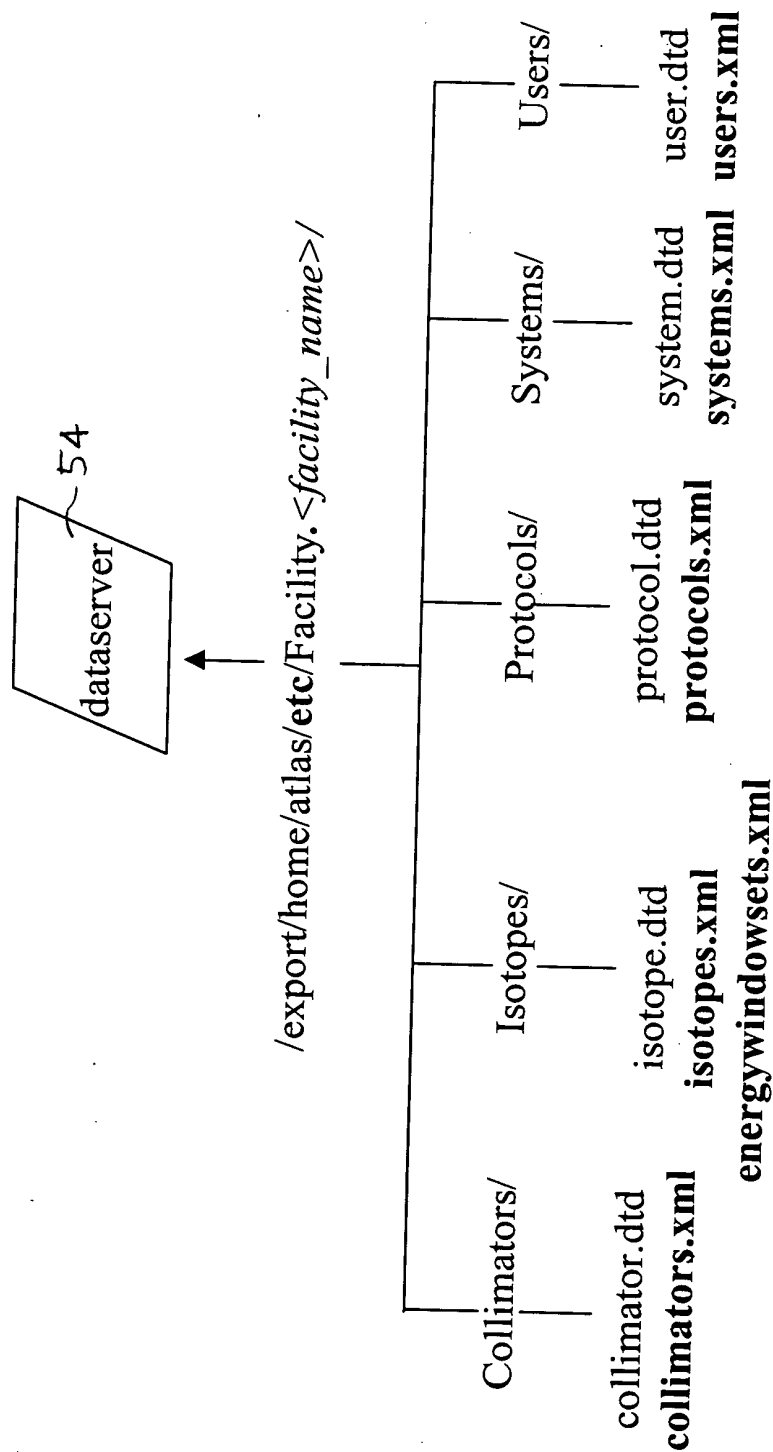 dataserver
54
/export/home/atlas/etc/Facility.<facility_name>/
Collimators/
collimator.dtd
collimators.xml
Isotopes/
isotope.dtd
isotopes.xml
energywindowsets.xml
Protocols/
protocol.dtd
protocols.xml
Systems/
system.dtd
systems.xml
Users/
user.dtd
users.xml